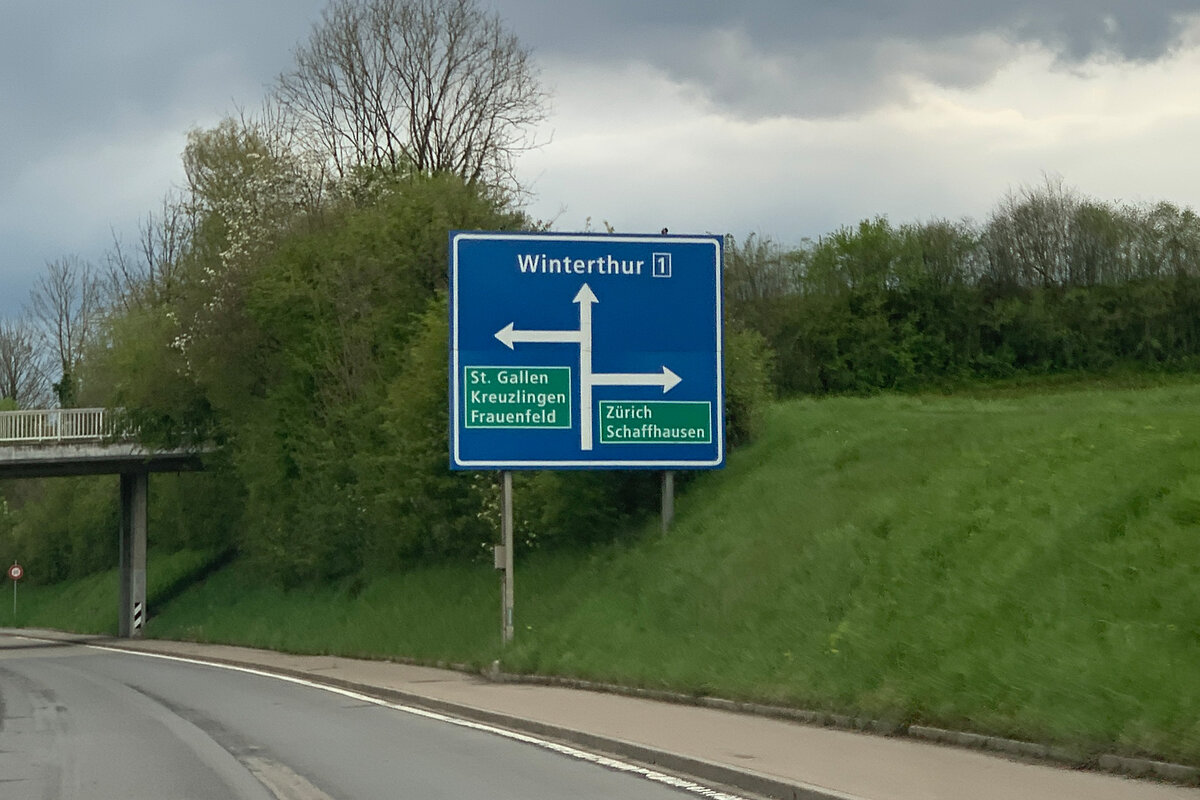 Winterthur 1
St. Gallen
Kreuzlingen
Frauenfeld
Zürich
Schaffhausen